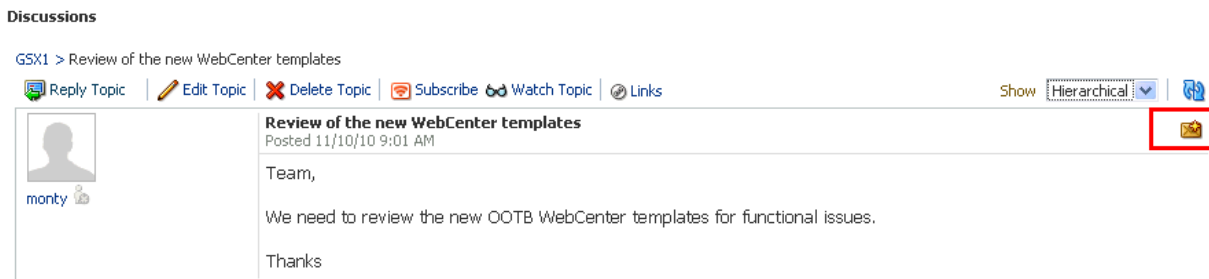 Discussions
GSX1 > Review of the new WebCenter templates
Reply Topic Edit Topic Delete Topic Subscribe Watch Topic Links Show Hierarchical
Review of the new WebCenter templates
Posted 11/10/10 9:01 AM
Team,
monty
We need to review the new OOTB WebCenter templates for functional issues.
Thanks